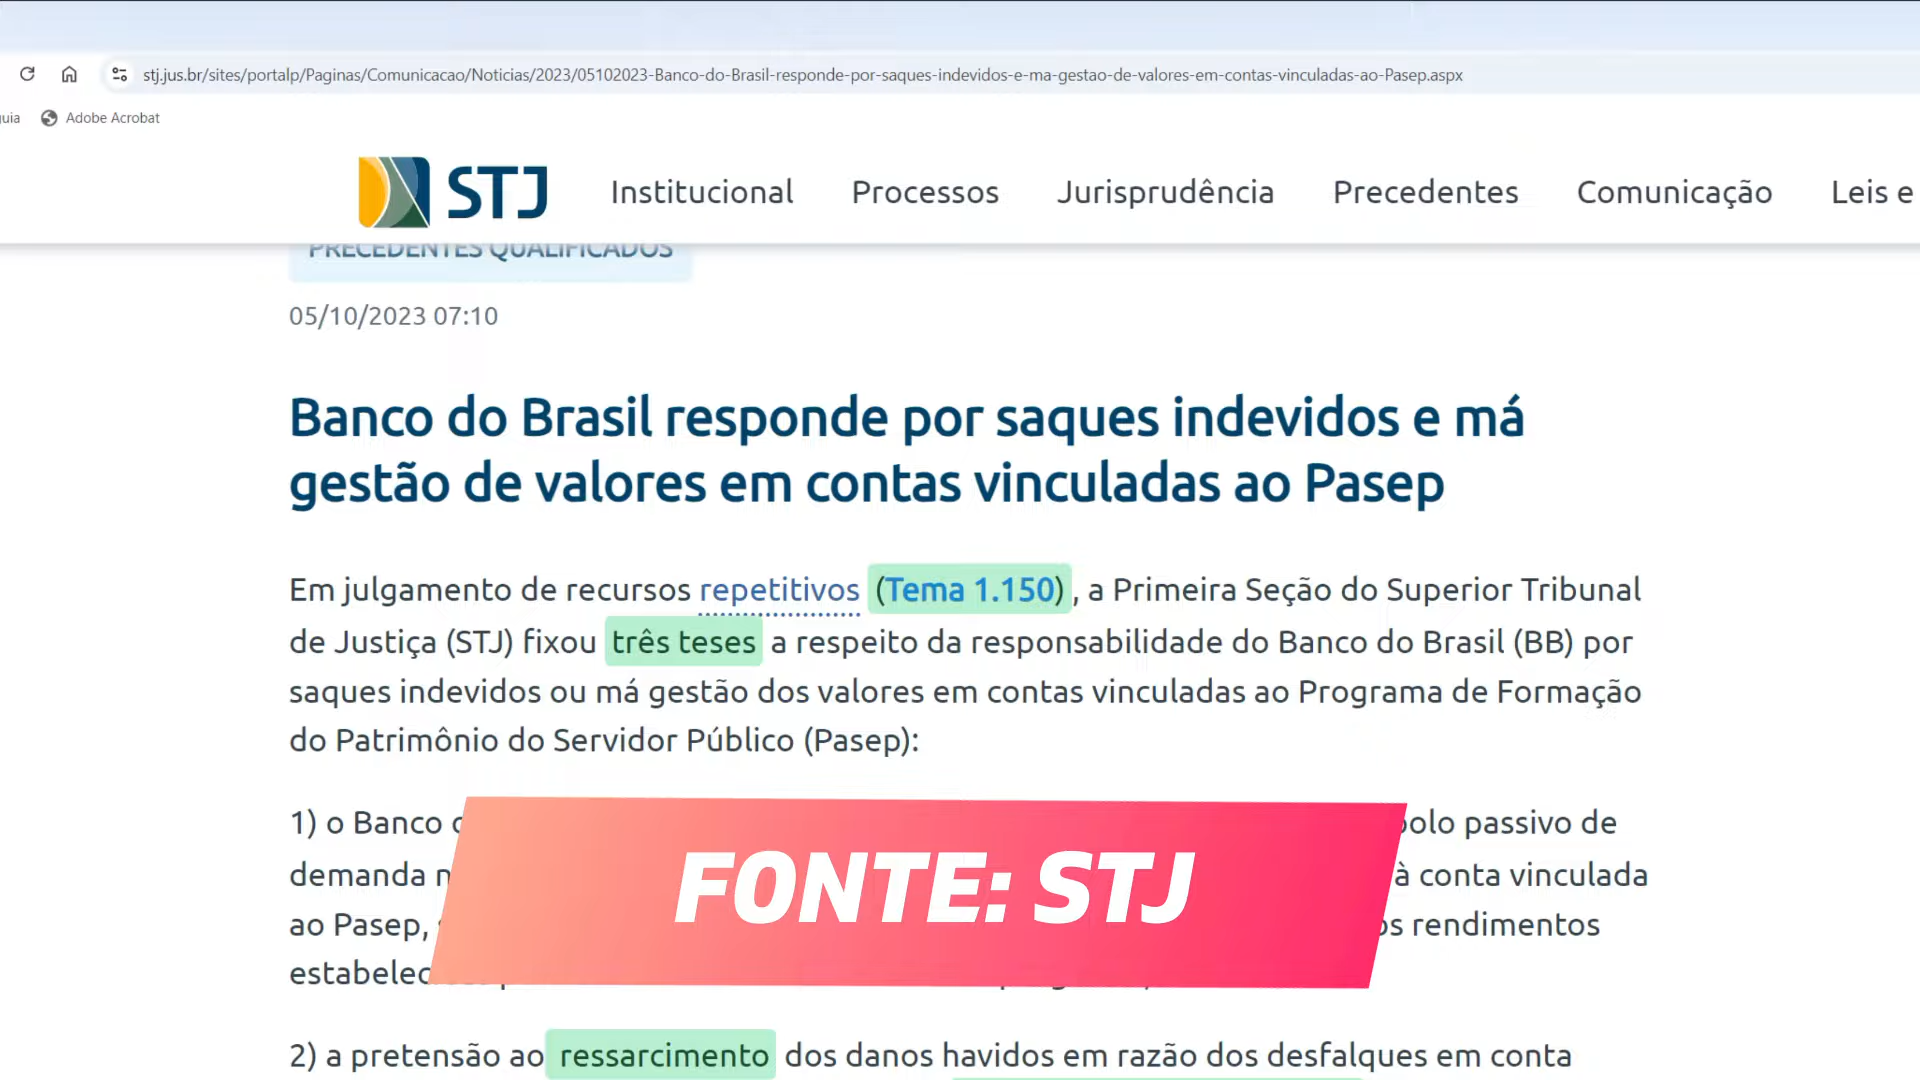 stj.jus.br/sites/portalp/Paginas/Comunicacao/Noticias/2023/05102023-Banco-do-Brasil-responde-por-saques-indevidos-e-ma-gestao-de-valores-em-contas-vinculadas-ao-Pasep.aspx
Adobe Acrobat
STJ Institucional Processos Jurisprudência Precedentes Comunicação Leis e
PRECEDENTES QUALIFICADOS
05/10/2023 07:10
Banco do Brasil responde por saques indevidos e má
gestão de valores em contas vinculadas ao Pasep
Em julgamento de recursos repetitivos (Tema 1.150), a Primeira Seção do Superior Tribunal
de Justiça (STJ) fixou três teses a respeito da responsabilidade do Banco do Brasil (BB) por
saques indevidos ou má gestão dos valores em contas vinculadas ao Programa de Formação
do Patrimônio do Servidor Público (Pasep):
1) o Banco polo passivo de
demanda à conta vinculada
ao Pasep, rendimentos
FONTE: STJ
2) a pretensão ao ressarcimento dos danos havidos em razão dos desfalques em conta